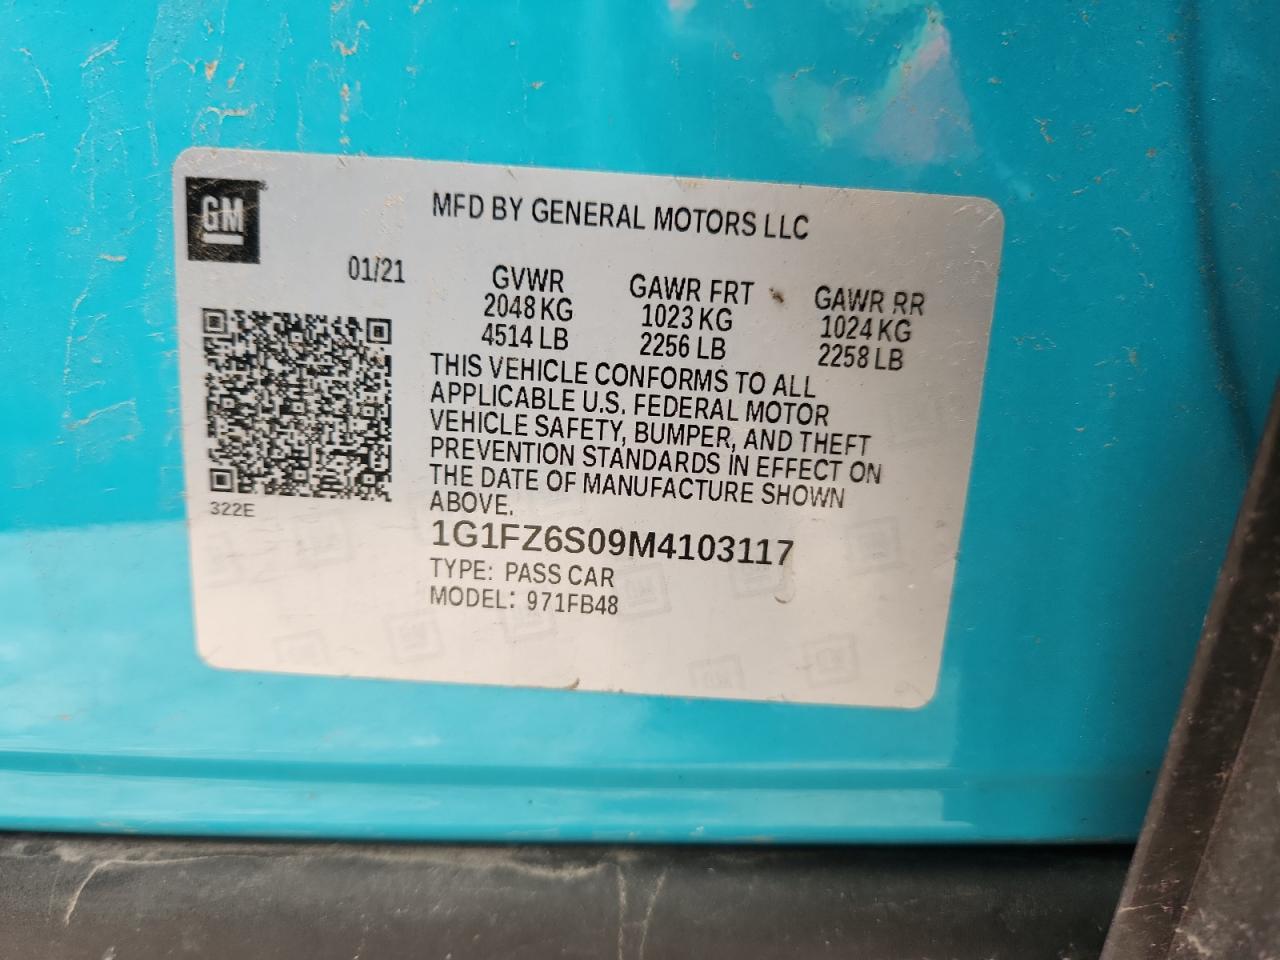 GM
MFD BY GENERAL MOTORS LLC
01/21
GVWR GAWR FRT GAWR RR
2048 KG 1023 KG 1024 KG
4514 LB 2256 LB 2258 LB
THIS VEHICLE CONFORMS TO ALL
APPLICABLE U.S. FEDERAL MOTOR
VEHICLE SAFETY, BUMPER, AND THEFT
PREVENTION STANDARDS IN EFFECT ON
THE DATE OF MANUFACTURE SHOWN
ABOVE.
322E
1G1FZ6S09M4103117
TYPE: PASS CAR
MODEL: 971FB48